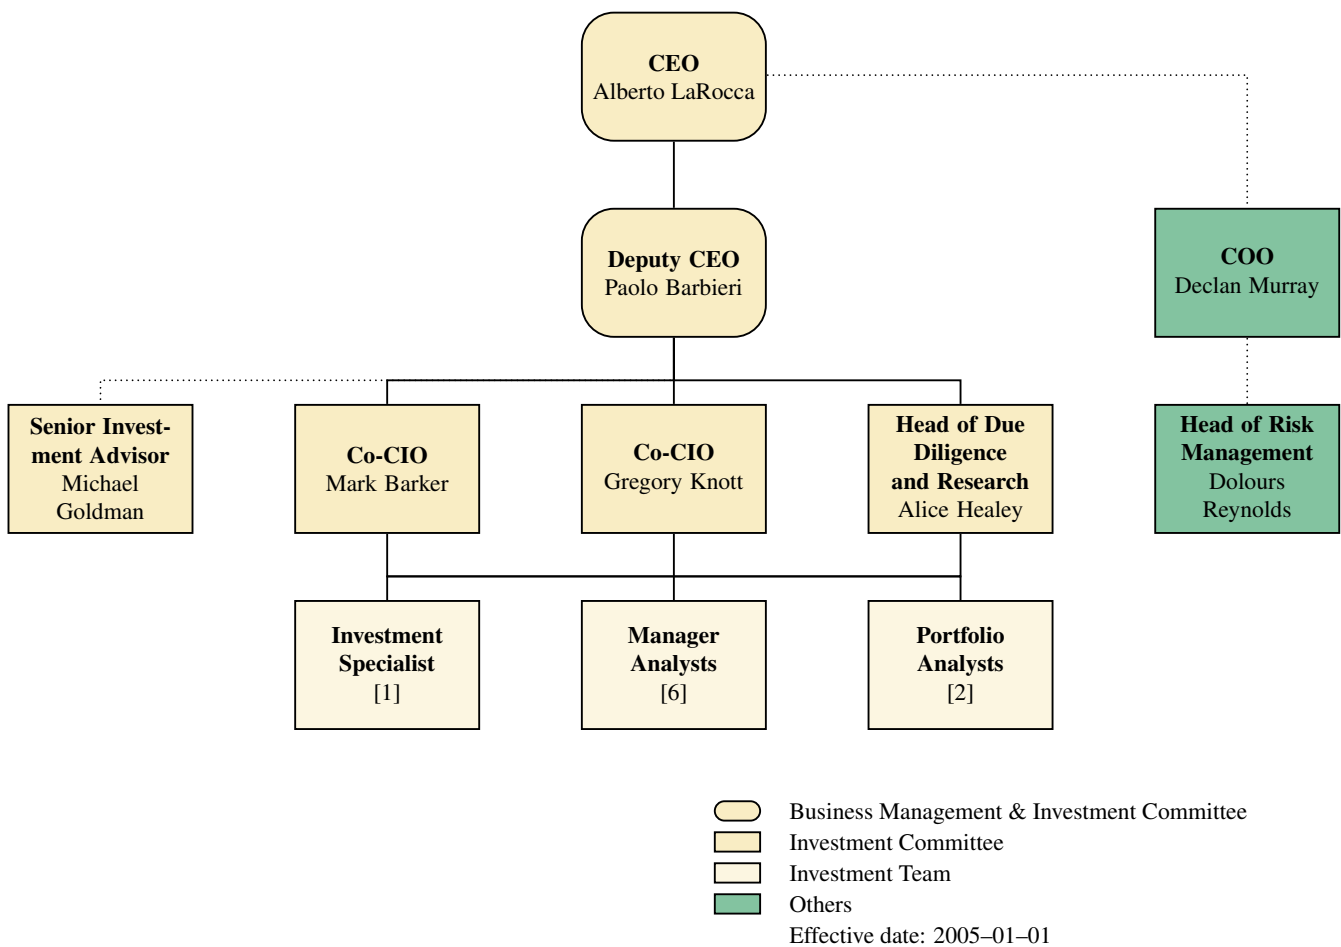 CEO
Alberto LaRocca
Deputy CEO
Paolo Barbieri
COO
Declan Murray
Senior Invest-
ment Advisor
Michael
Goldman
Co-CIO
Mark Barker
Co-CIO
Gregory Knott
Head of Due
Diligence
and Research
Alice Healey
Head of Risk
Management
Dolours
Reynolds
Investment
Specialist
[1]
Manager
Analysts
[6]
Portfolio
Analysts
[2]
Business Management & Investment Committee
Investment Committee
Investment Team
Others
Effective date: 2005–01–01